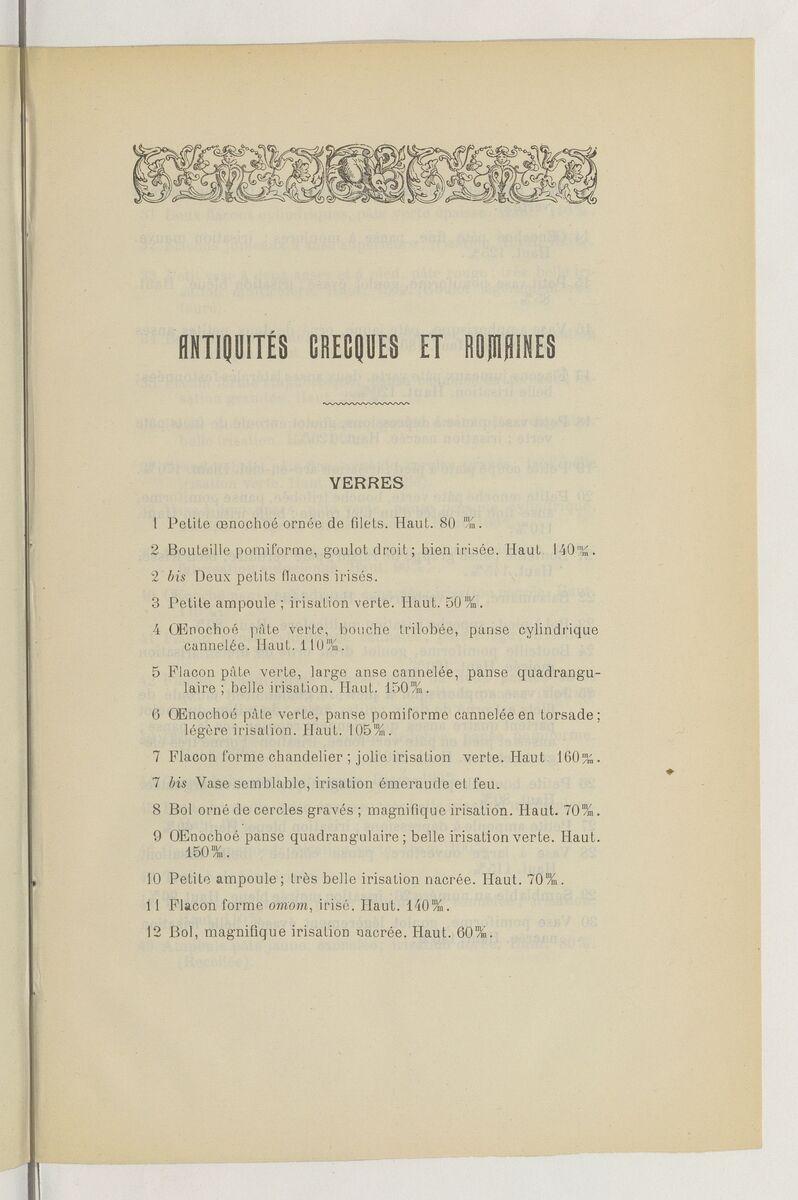 ANTIQUITÉS GRECQUES ET ROMAINES
VERRES
1 Petite œnochoé ornée de filets. Haut. 80 m/m.
2 Bouteille pomiforme, goulot droit ; bien irisée. Haut 140 m/m.
2 bis Deux petits flacons irisés.
3 Petite ampoule ; irisation verte. Haut. 50 m/m.
4 Œnochoé pâte verte, bouche trilobée, panse cylindrique
cannelée. Haut. 110 m/m.
5 Flacon pâte verte, large anse cannelée, panse quadrangu-
laire ; belle irisation. Haut. 150 m/m.
6 Œnochoé pâte verte, panse pomiforme cannelée en torsade ;
légère irisation. Haut. 105 m/m.
7 Flacon forme chandelier ; jolie irisation verte. Haut 160 m/m.
7 bis Vase semblable, irisation émeraude et feu.
8 Bol orné de cercles gravés ; magnifique irisation. Haut. 70 m/m.
9 Œnochoé panse quadrangulaire ; belle irisation verte. Haut.
150 m/m.
10 Petite ampoule ; très belle irisation nacrée. Haut. 70 m/m.
11 Flacon forme omom, irisé. Haut. 140 m/m.
12 Bol, magnifique irisation nacrée. Haut. 60 m/m.